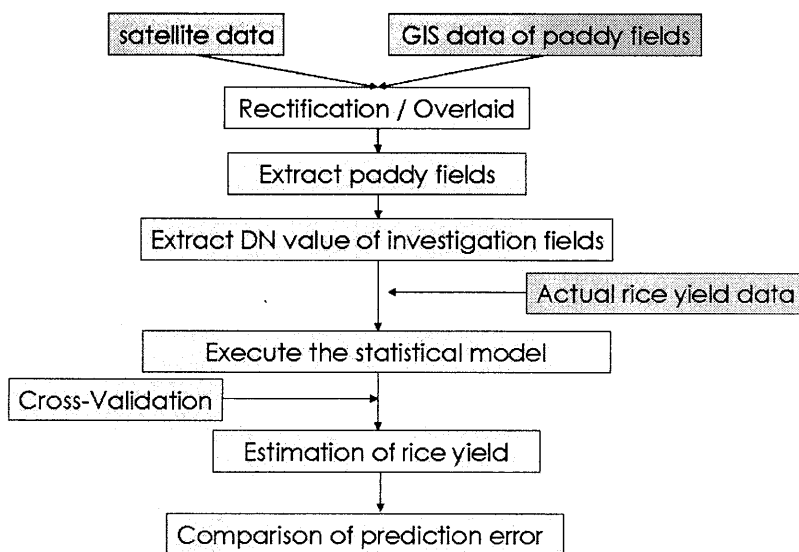 satellite data
GIS data of paddy fields
Rectification / Overlaid
Extract paddy fields
Extract DN value of investigation fields
Actual rice yield data
Execute the statistical model
Cross-Validation
Estimation of rice yield
Comparison of prediction error